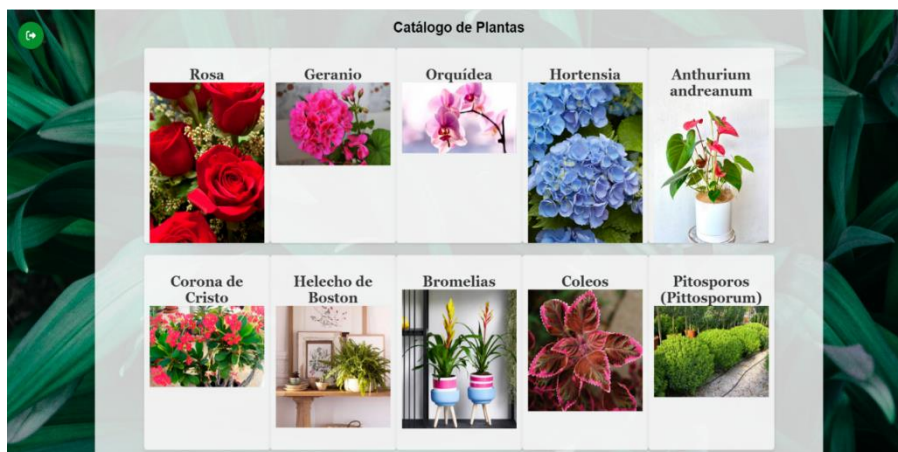 Catálogo de Plantas
Rosa
Geranio
Orquídea
Hortensia
Anthurium
andreanum
Corona de
Cristo
Helecho de
Boston
Bromelias
Coleos
Pitosporos
(Pittosporum)